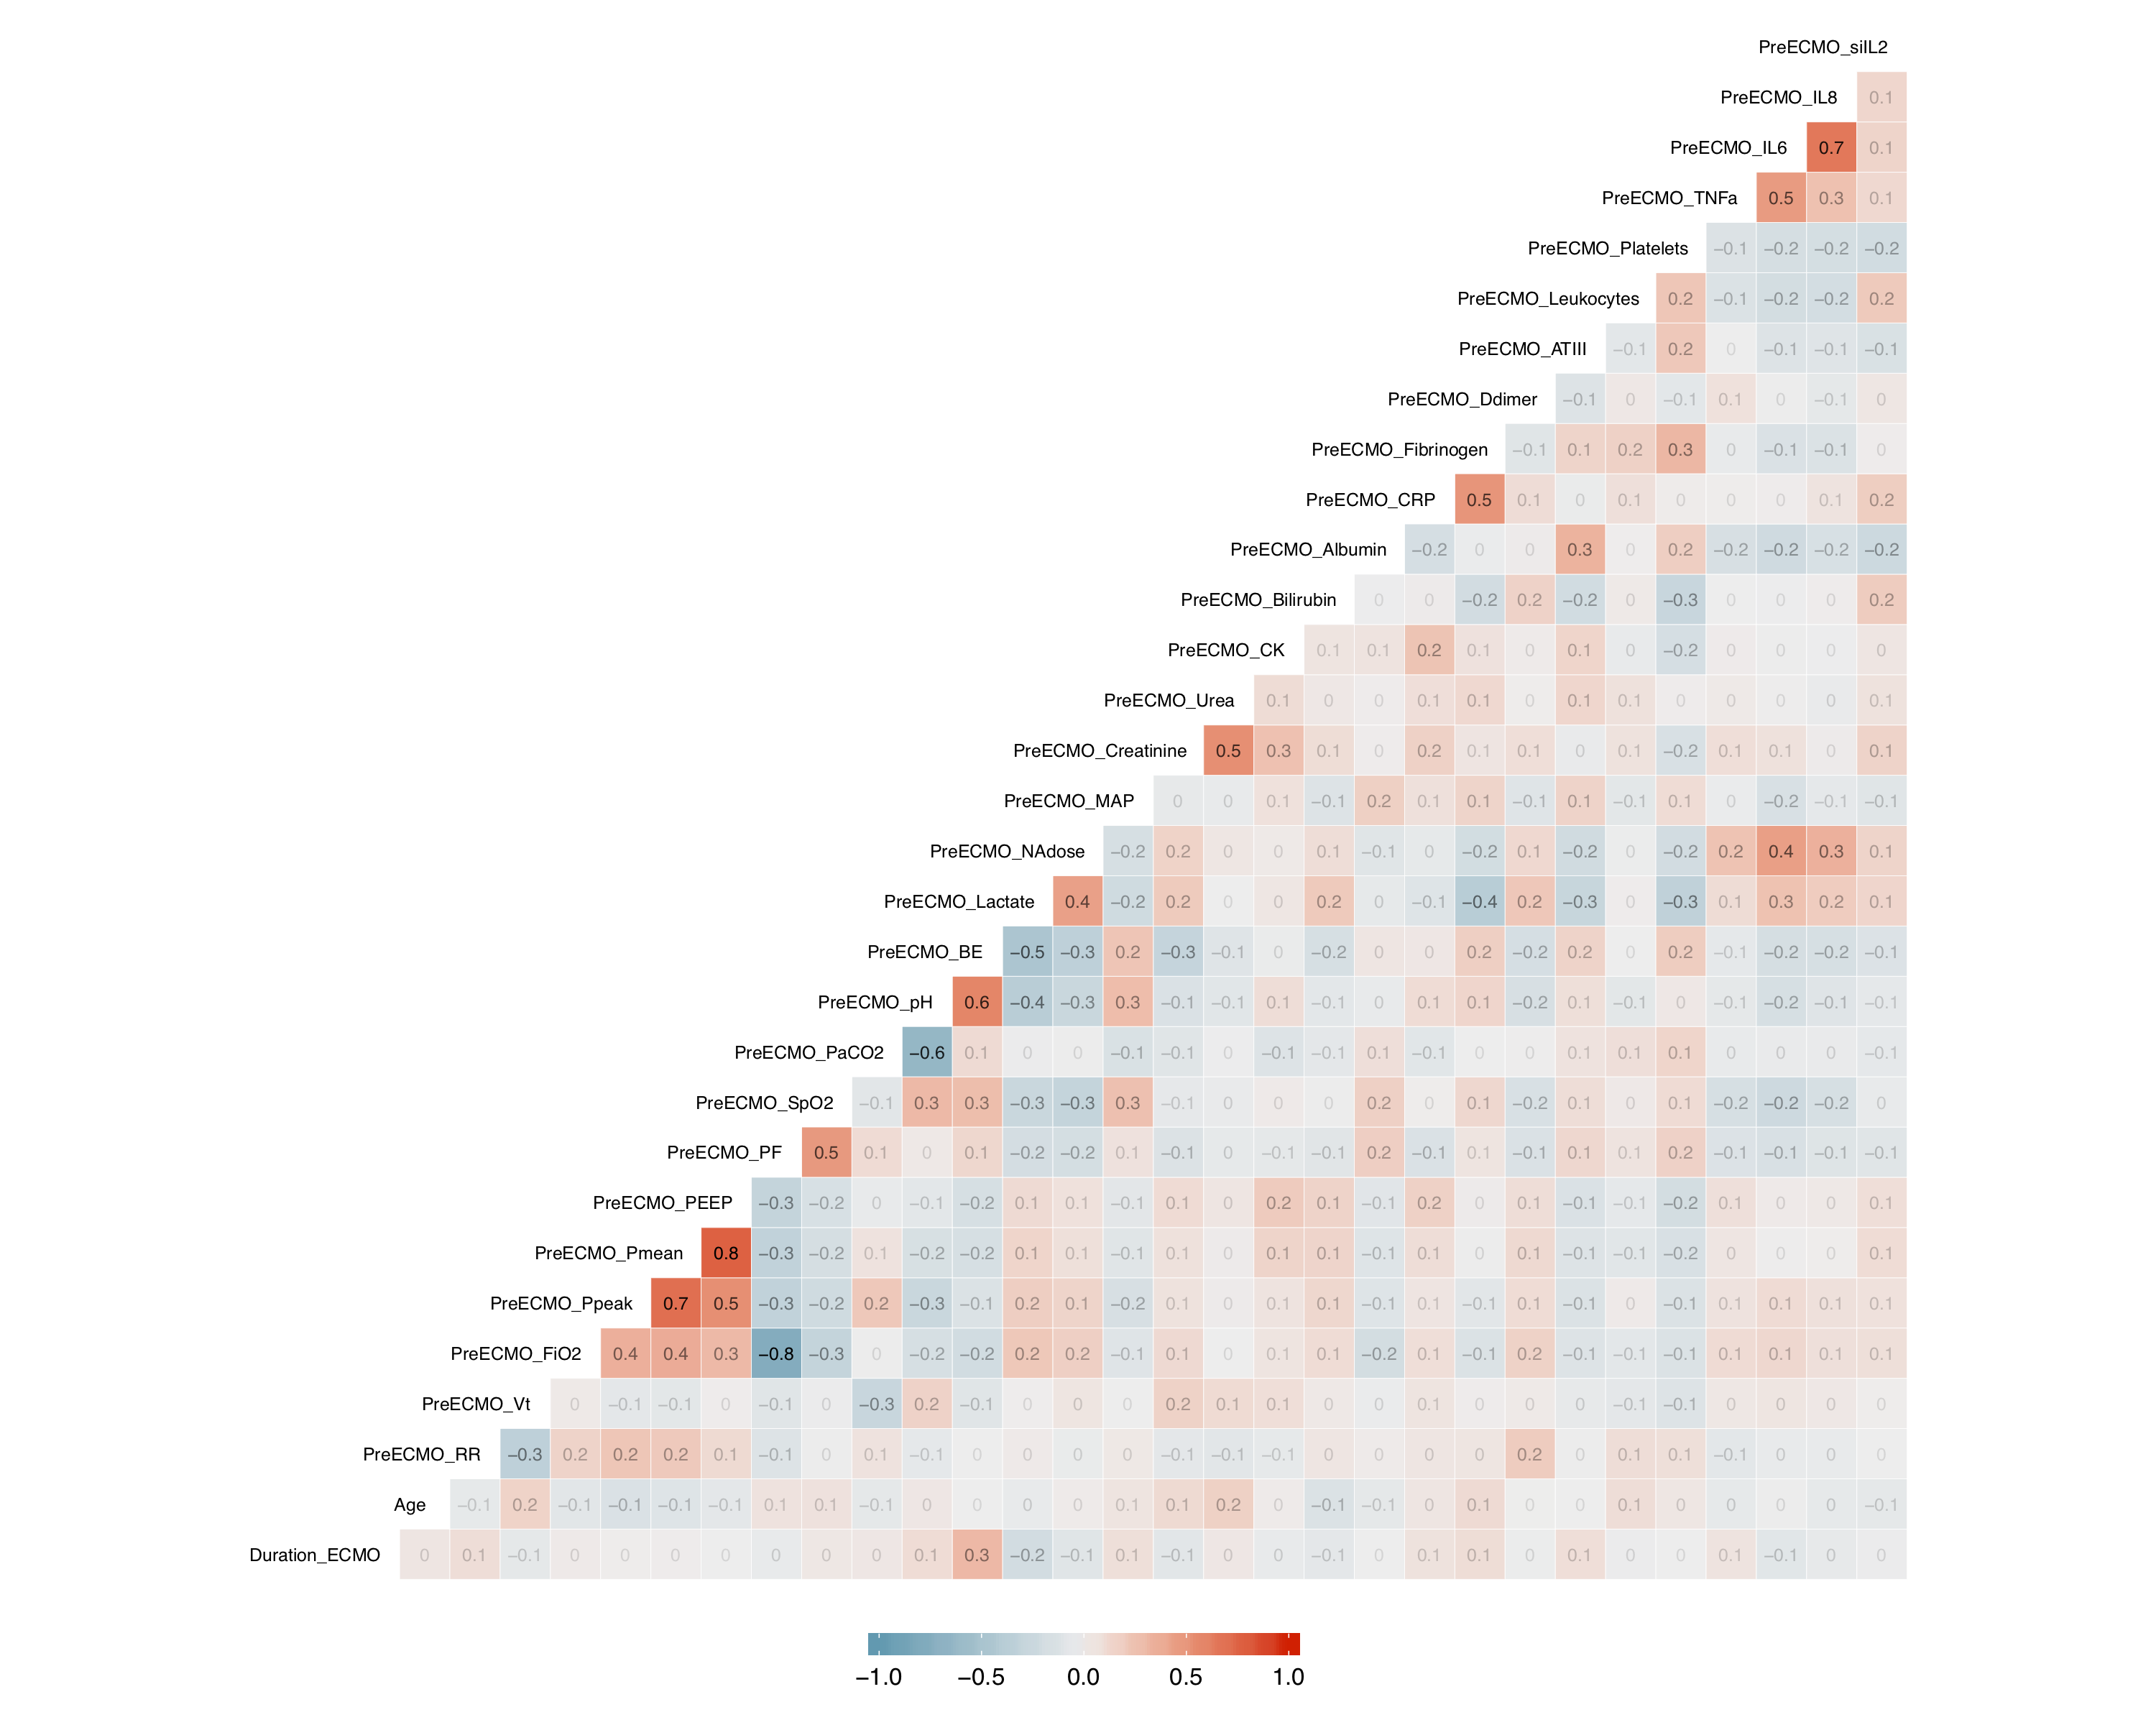 PreECMO_siIL2
PreECMO_IL8 0.1
PreECMO_IL6 0.7 0.1
PreECMO_TNFa 0.5 0.3 0.1
PreECMO_Platelets −0.1 −0.2 −0.2 −0.2
PreECMO_Leukocytes 0.2 −0.1 −0.2 −0.2 0.2
PreECMO_ATIII −0.1 0.2 0 −0.1 −0.1 −0.1
PreECMO_Ddimer −0.1 0 −0.1 0.1 0 −0.1 0
PreECMO_Fibrinogen −0.1 0.1 0.2 0.3 0 −0.1 −0.1 0
PreECMO_CRP 0.5 0.1 0 0.1 0 0 0 0.1 0.2
PreECMO_Albumin −0.2 0 0 0.3 0 0.2 −0.2 −0.2 −0.2 −0.2
PreECMO_Bilirubin 0 0 −0.2 0.2 −0.2 0 −0.3 0 0 0 0.2
PreECMO_CK 0.1 0.1 0.2 0.1 0 0.1 0 −0.2 0 0 0 0
PreECMO_Urea 0.1 0 0 0.1 0.1 0 0.1 0.1 0 0 0 0 0.1
PreECMO_Creatinine 0.5 0.3 0.1 0 0.2 0.1 0.1 0 0.1 −0.2 0.1 0.1 0 0.1
PreECMO_MAP 0 0 0.1 −0.1 0.2 0.1 0.1 −0.1 0.1 −0.1 0.1 0 −0.2 −0.1 −0.1
PreECMO_NAdose −0.2 0.2 0 0 0.1 −0.1 0 −0.2 0.1 −0.2 0 −0.2 0.2 0.4 0.3 0.1
PreECMO_Lactate 0.4 −0.2 0.2 0 0 0.2 0 −0.1 −0.4 0.2 −0.3 0 −0.3 0.1 0.3 0.2 0.1
PreECMO_BE −0.5 −0.3 0.2 −0.3 −0.1 0 −0.2 0 0 0.2 −0.2 0.2 0 0.2 −0.1 −0.2 −0.2 −0.1
PreECMO_pH 0.6 −0.4 −0.3 0.3 −0.1 −0.1 0.1 −0.1 0 0.1 0.1 −0.2 0.1 −0.1 0 −0.1 −0.2 −0.1 −0.1
PreECMO_PaCO2 −0.6 0.1 0 0 −0.1 −0.1 0 −0.1 −0.1 0.1 −0.1 0 0 0.1 0.1 0.1 0 0 0 −0.1
PreECMO_SpO2 −0.1 0.3 0.3 −0.3 −0.3 0.3 −0.1 0 0 0 0.2 0 0.1 −0.2 0.1 0 0.1 −0.2 −0.2 −0.2 0
PreECMO_PF 0.5 0.1 0 0.1 −0.2 −0.2 0.1 −0.1 0 −0.1 −0.1 0.2 −0.1 0.1 −0.1 0.1 0.1 0.2 −0.1 −0.1 −0.1 −0.1
PreECMO_PEEP −0.3 −0.2 0 −0.1 −0.2 0.1 0.1 −0.1 0.1 0 0.2 0.1 −0.1 0.2 0 0.1 −0.1 −0.1 −0.2 0.1 0 0 0.1
PreECMO_Pmean 0.8 −0.3 −0.2 0.1 −0.2 −0.2 0.1 0.1 −0.1 0.1 0 0.1 0.1 −0.1 0.1 0 0.1 −0.1 −0.1 −0.2 0 0 0 0.1
PreECMO_Ppeak 0.7 0.5 −0.3 −0.2 0.2 −0.3 −0.1 0.2 0.1 −0.2 0.1 0 0.1 0.1 −0.1 0.1 −0.1 0.1 −0.1 0 −0.1 0.1 0.1 0.1 0.1
PreECMO_FiO2 0.4 0.4 0.3 −0.8 −0.3 0 −0.2 −0.2 0.2 0.2 −0.1 0.1 0 0.1 0.1 −0.2 0.1 −0.1 0.2 −0.1 −0.1 −0.1 0.1 0.1 0.1 0.1
PreECMO_Vt 0 −0.1 −0.1 0 −0.1 0 −0.3 0.2 −0.1 0 0 0 0.2 0.1 0.1 0 0 0.1 0 0 0 −0.1 −0.1 0 0 0 0
PreECMO_RR −0.3 0.2 0.2 0.2 0.1 −0.1 0 0.1 −0.1 0 0 0 0 −0.1 −0.1 −0.1 0 0 0 0 0.2 0 0.1 0.1 −0.1 0 0 0
Age −0.1 0.2 −0.1 −0.1 −0.1 −0.1 0.1 0.1 −0.1 0 0 0 0 0.1 0.1 0.2 0 −0.1 −0.1 0 0.1 0 0 0.1 0 0 0 0 −0.1
Duration_ECMO 0 0.1 −0.1 0 0 0 0 0 0 0 0.1 0.3 −0.2 −0.1 0.1 −0.1 0 0 −0.1 0 0.1 0.1 0 0.1 0 0 0.1 −0.1 0 0
−1.0 −0.5 0.0 0.5 1.0